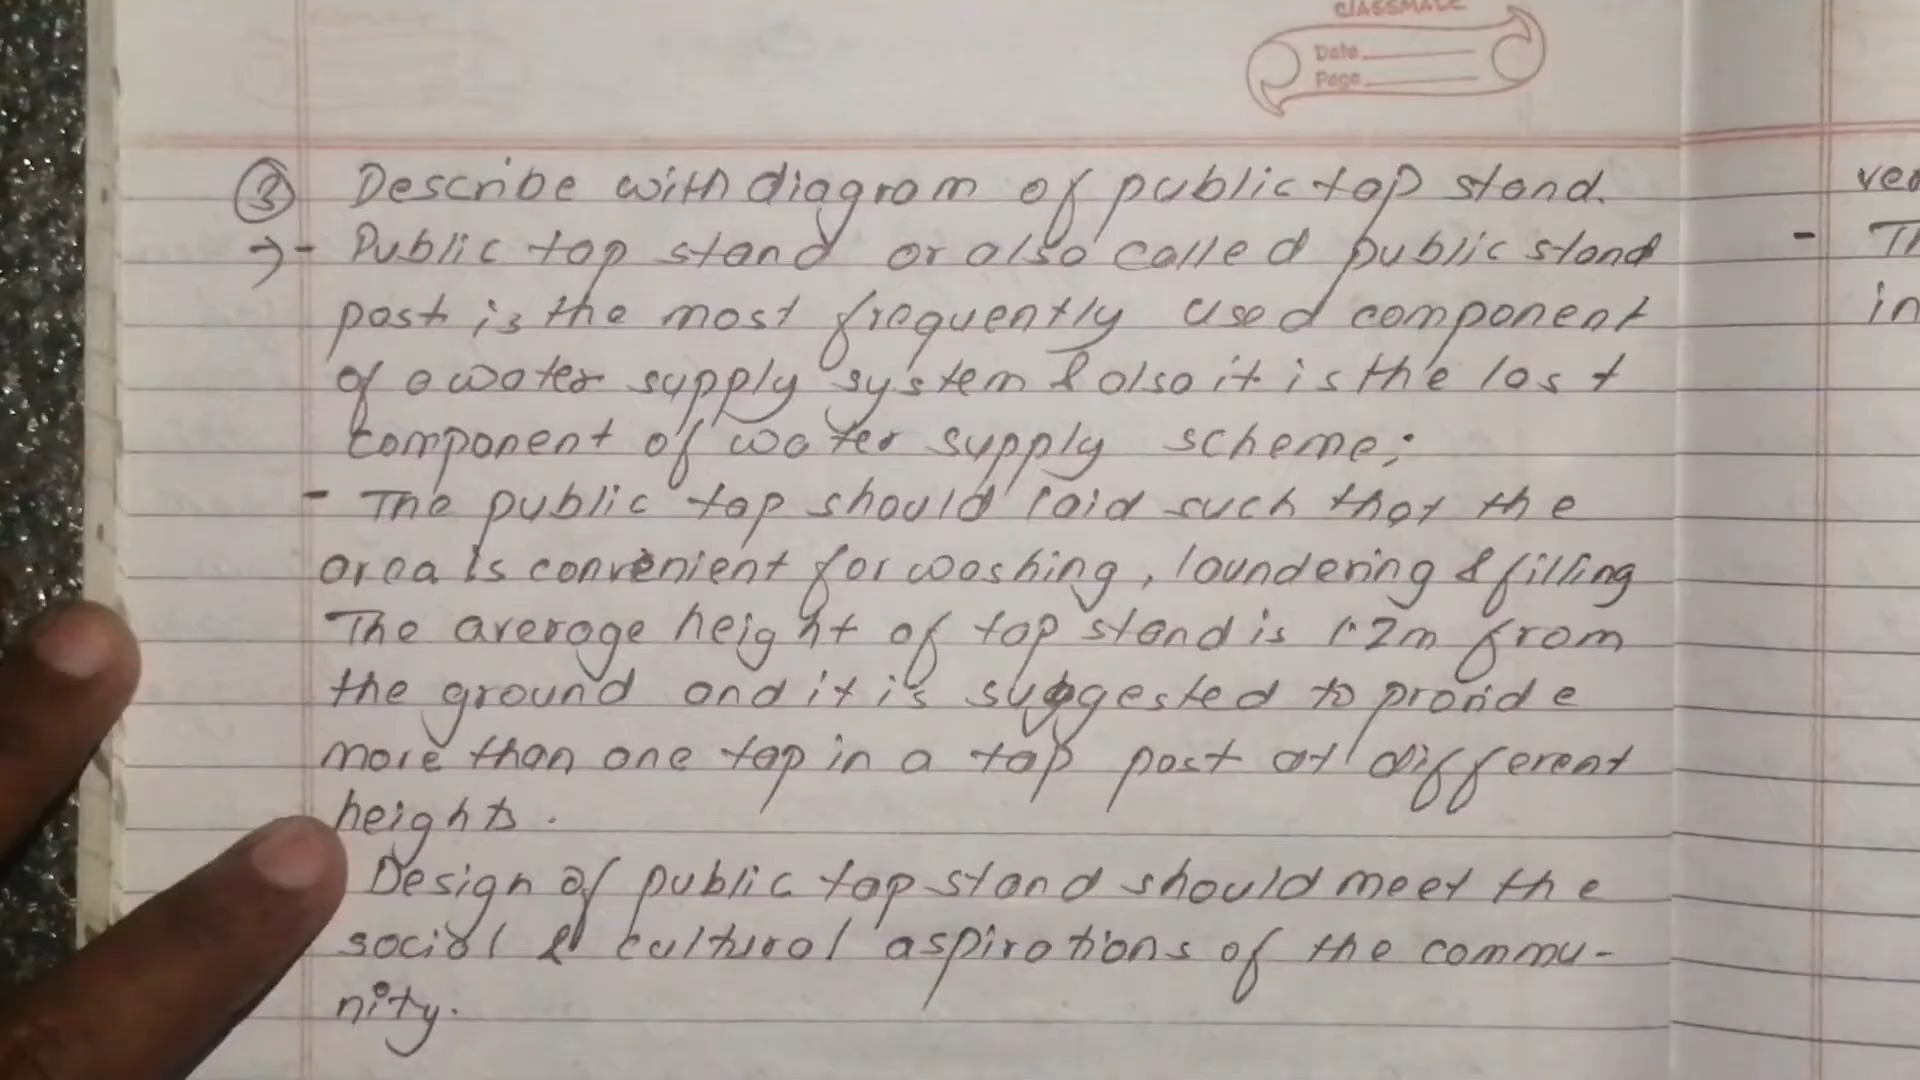 CLASSMATE
Date
Page
③ Describe with diagram of public tap stand.
→ - Public tap stand or also called public stand
post is the most frequently used component
of a water supply system & also it is the last
component of water supply scheme;
- The public tap should laid such that the
area is convenient for washing, laundering & filling
The average height of tap stand is 1.2m from
the ground and it is suggested to provide
more than one tap in a tap post at different
heights.
Design of public tap stand should meet the
social & cultural aspirations of the commu-
nity.
- Th
in